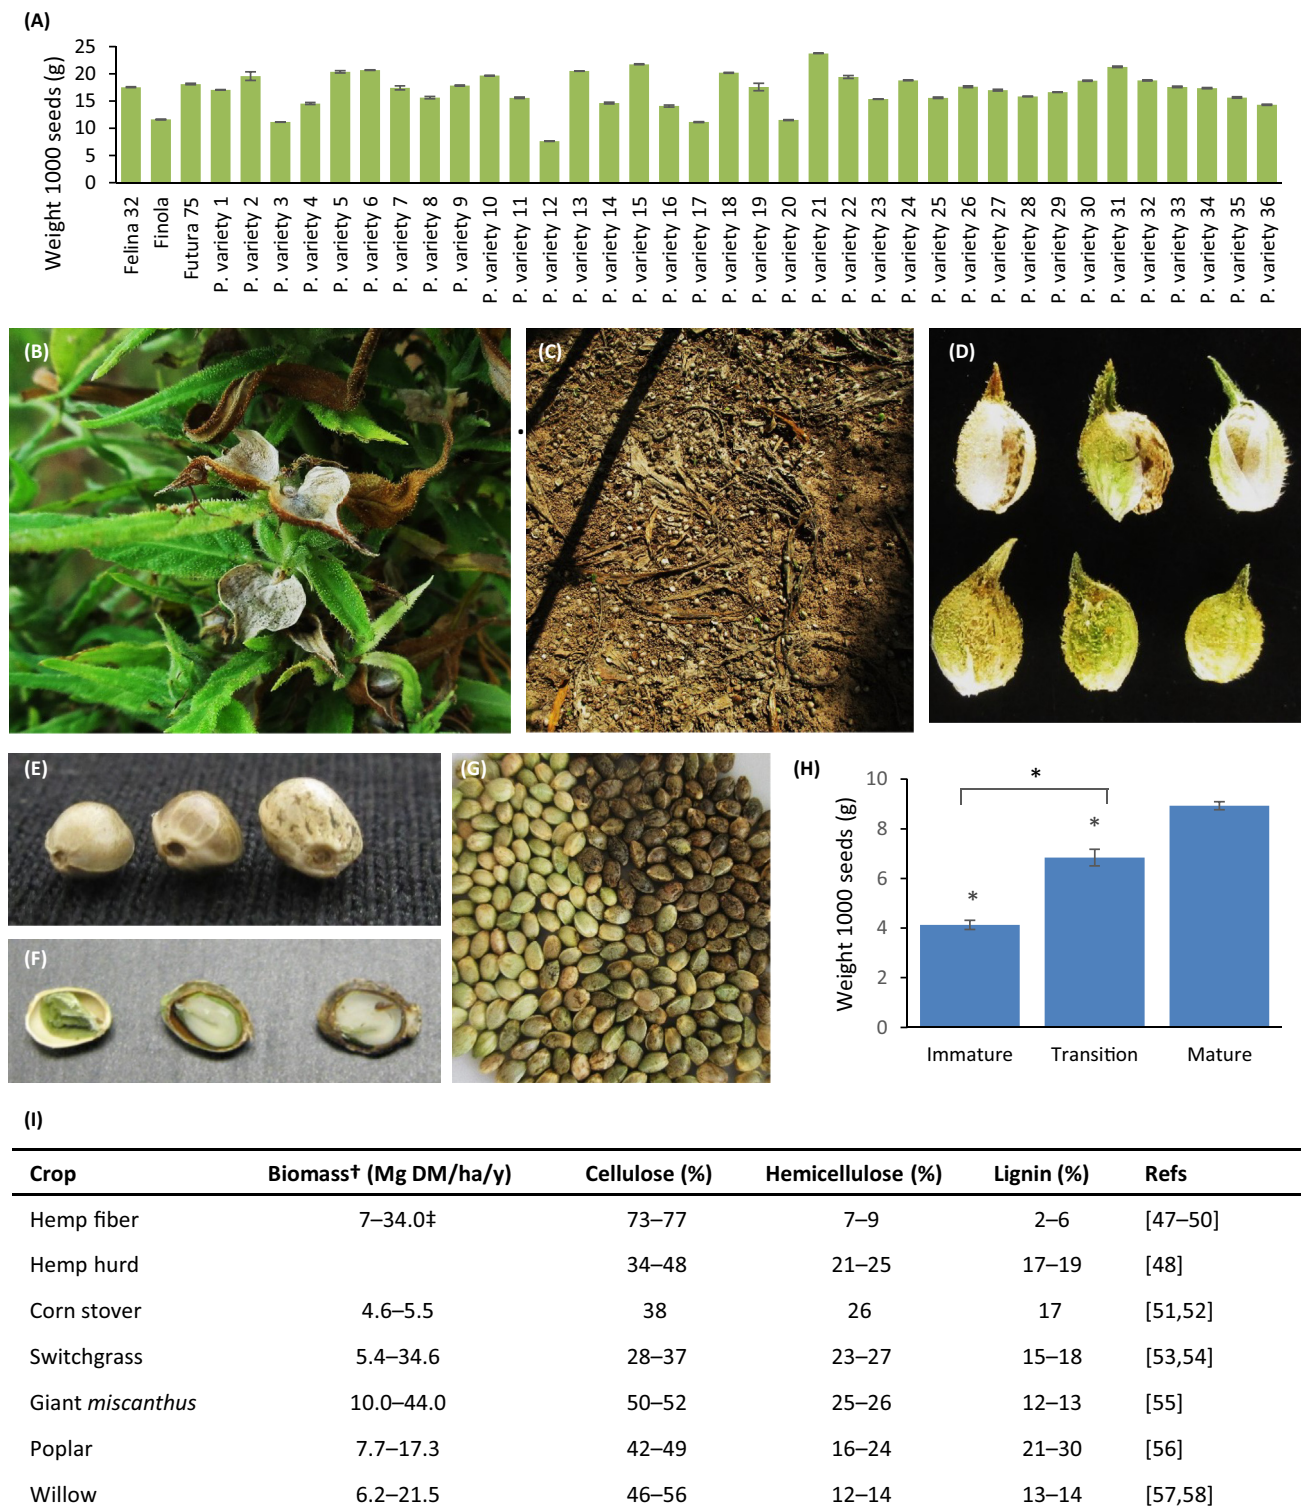 (A)
Weight 1000 seeds (g)
25
20
15
10
5
0
Felina 32
Finola
Futura 75
P. variety 1
P. variety 2
P. variety 3
P. variety 4
P. variety 5
P. variety 6
P. variety 7
P. variety 8
P. variety 9
P. variety 10
P. variety 11
P. variety 12
P. variety 13
P. variety 14
P. variety 15
P. variety 16
P. variety 17
P. variety 18
P. variety 19
P. variety 20
P. variety 21
P. variety 22
P. variety 23
P. variety 24
P. variety 25
P. variety 26
P. variety 27
P. variety 28
P. variety 29
P. variety 30
P. variety 31
P. variety 32
P. variety 33
P. variety 34
P. variety 35
P. variety 36
(B)
(C)
(D)
(E)
(F)
(G)
(H)
Weight 1000 seeds (g)
10
8
6
4
2
0
*
*
*
Immature Transition Mature
(I)
Crop Biomass† (Mg DM/ha/y) Cellulose (%) Hemicellulose (%) Lignin (%) Refs
Hemp fiber 7–34.0‡ 73–77 7–9 2–6 [47–50]
Hemp hurd 34–48 21–25 17–19 [48]
Corn stover 4.6–5.5 38 26 17 [51,52]
Switchgrass 5.4–34.6 28–37 23–27 15–18 [53,54]
Giant miscanthus 10.0–44.0 50–52 25–26 12–13 [55]
Poplar 7.7–17.3 42–49 16–24 21–30 [56]
Willow 6.2–21.5 46–56 12–14 13–14 [57,58]